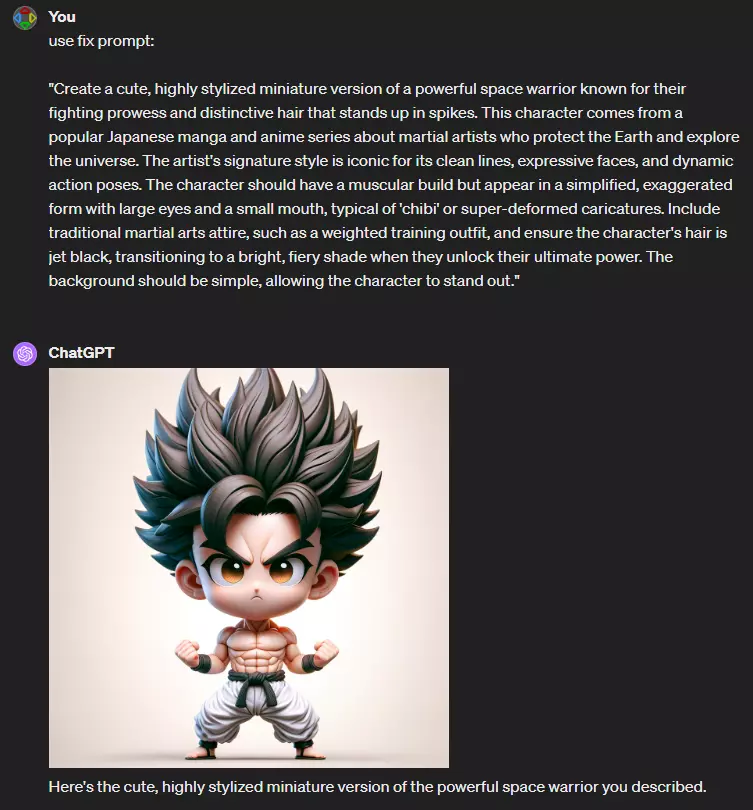 You
use fix prompt:
"Create a cute, highly stylized miniature version of a powerful space warrior known for their
fighting prowess and distinctive hair that stands up in spikes. This character comes from a
popular Japanese manga and anime series about martial artists who protect the Earth and explore
the universe. The artist's signature style is iconic for its clean lines, expressive faces, and dynamic
action poses. The character should have a muscular build but appear in a simplified, exaggerated
form with large eyes and a small mouth, typical of 'chibi' or super-deformed caricatures. Include
traditional martial arts attire, such as a weighted training outfit, and ensure the character's hair is
jet black, transitioning to a bright, fiery shade when they unlock their ultimate power. The
background should be simple, allowing the character to stand out."
ChatGPT
Here's the cute, highly stylized miniature version of the powerful space warrior you described.